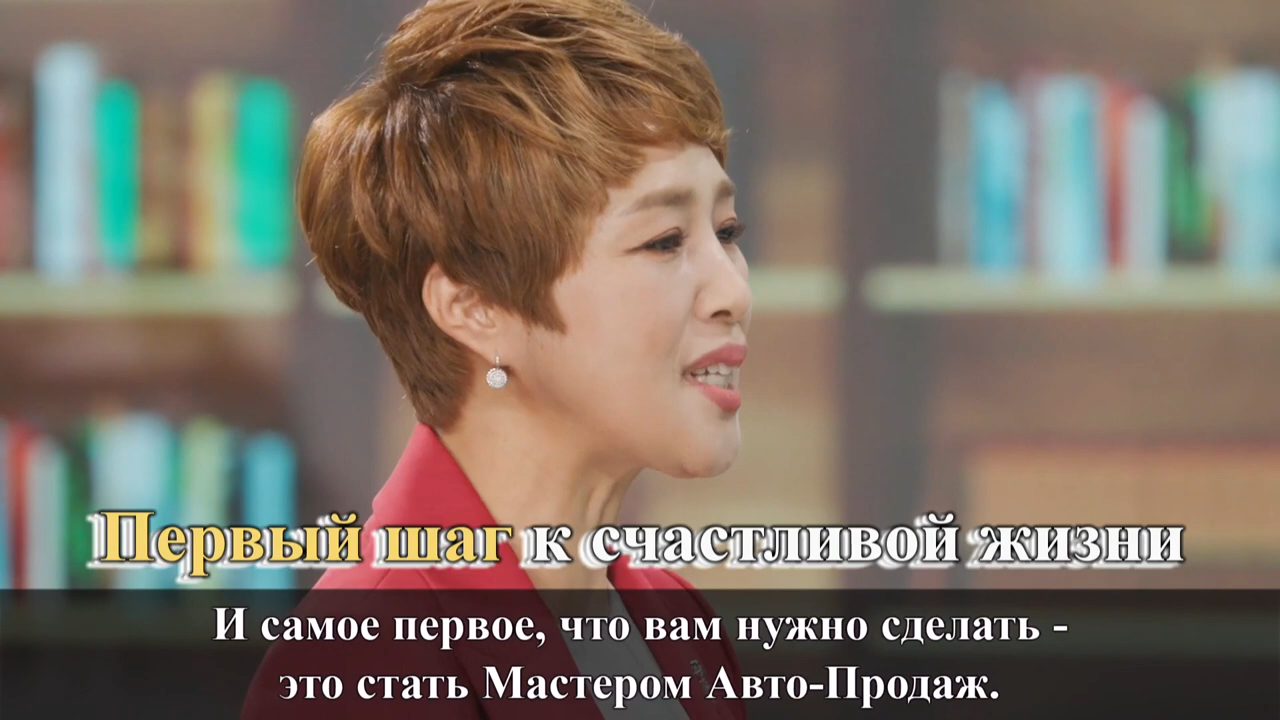 Первый шаг к счастливой жизни
И самое первое, что вам нужно сделать -
это стать Мастером Авто-Продаж.